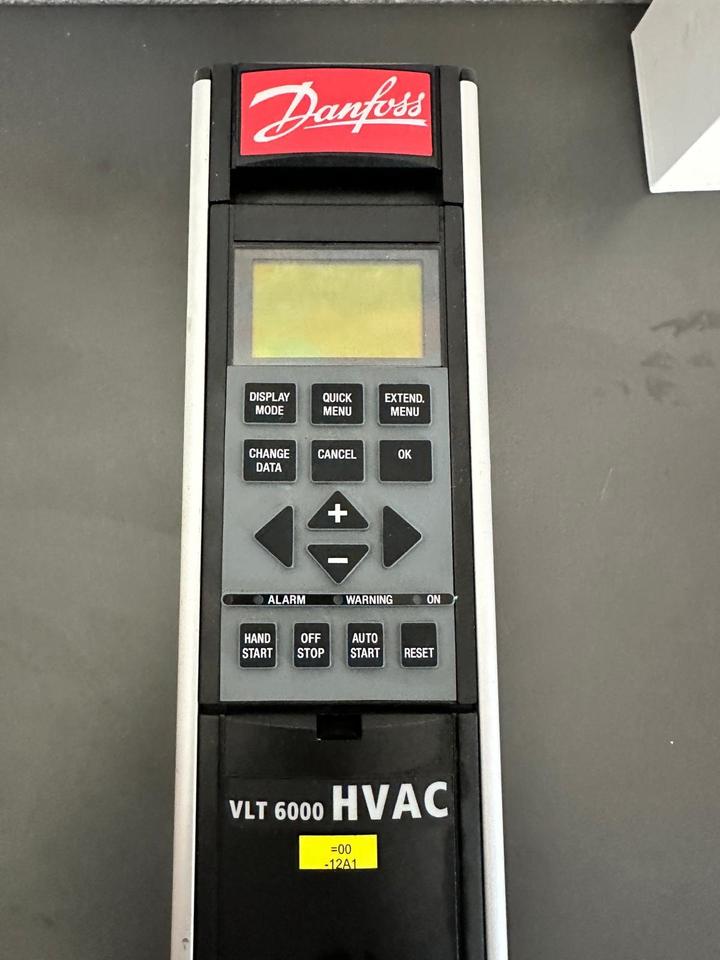 Danfoss
DISPLAY MODE
QUICK MENU
EXTEND. MENU
CHANGE DATA
CANCEL
OK
+
−
ALARM
WARNING
ON
HAND START
OFF STOP
AUTO START
RESET
VLT 6000 HVAC
=00
-12A1